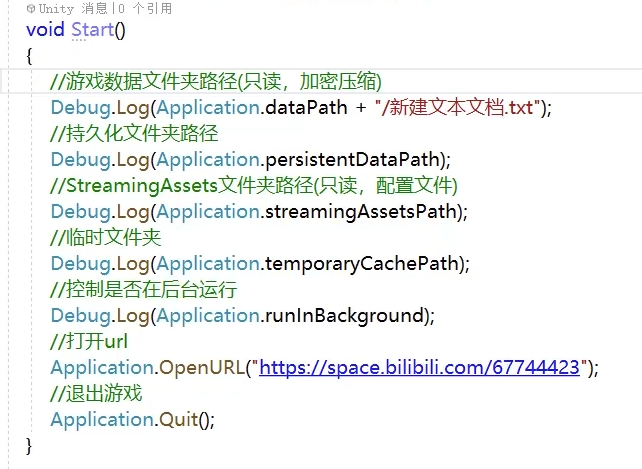 Unity 消息|0 个引用
void Start()
{
//游戏数据文件夹路径(只读，加密压缩)
Debug.Log(Application.dataPath + "/新建文本文档.txt");
//持久化文件夹路径
Debug.Log(Application.persistentDataPath);
//StreamingAssets文件夹路径(只读，配置文件)
Debug.Log(Application.streamingAssetsPath);
//临时文件夹
Debug.Log(Application.temporaryCachePath);
//控制是否在后台运行
Debug.Log(Application.runInBackground);
//打开url
Application.OpenURL("https://space.bilibili.com/67744423");
//退出游戏
Application.Quit();
}